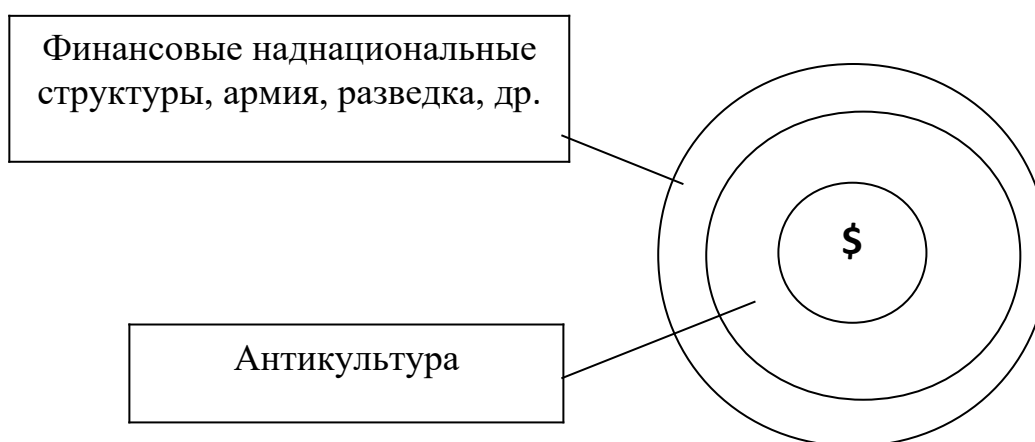 Финансовые наднациональные
структуры, армия, разведка, др.
$
Антикультура